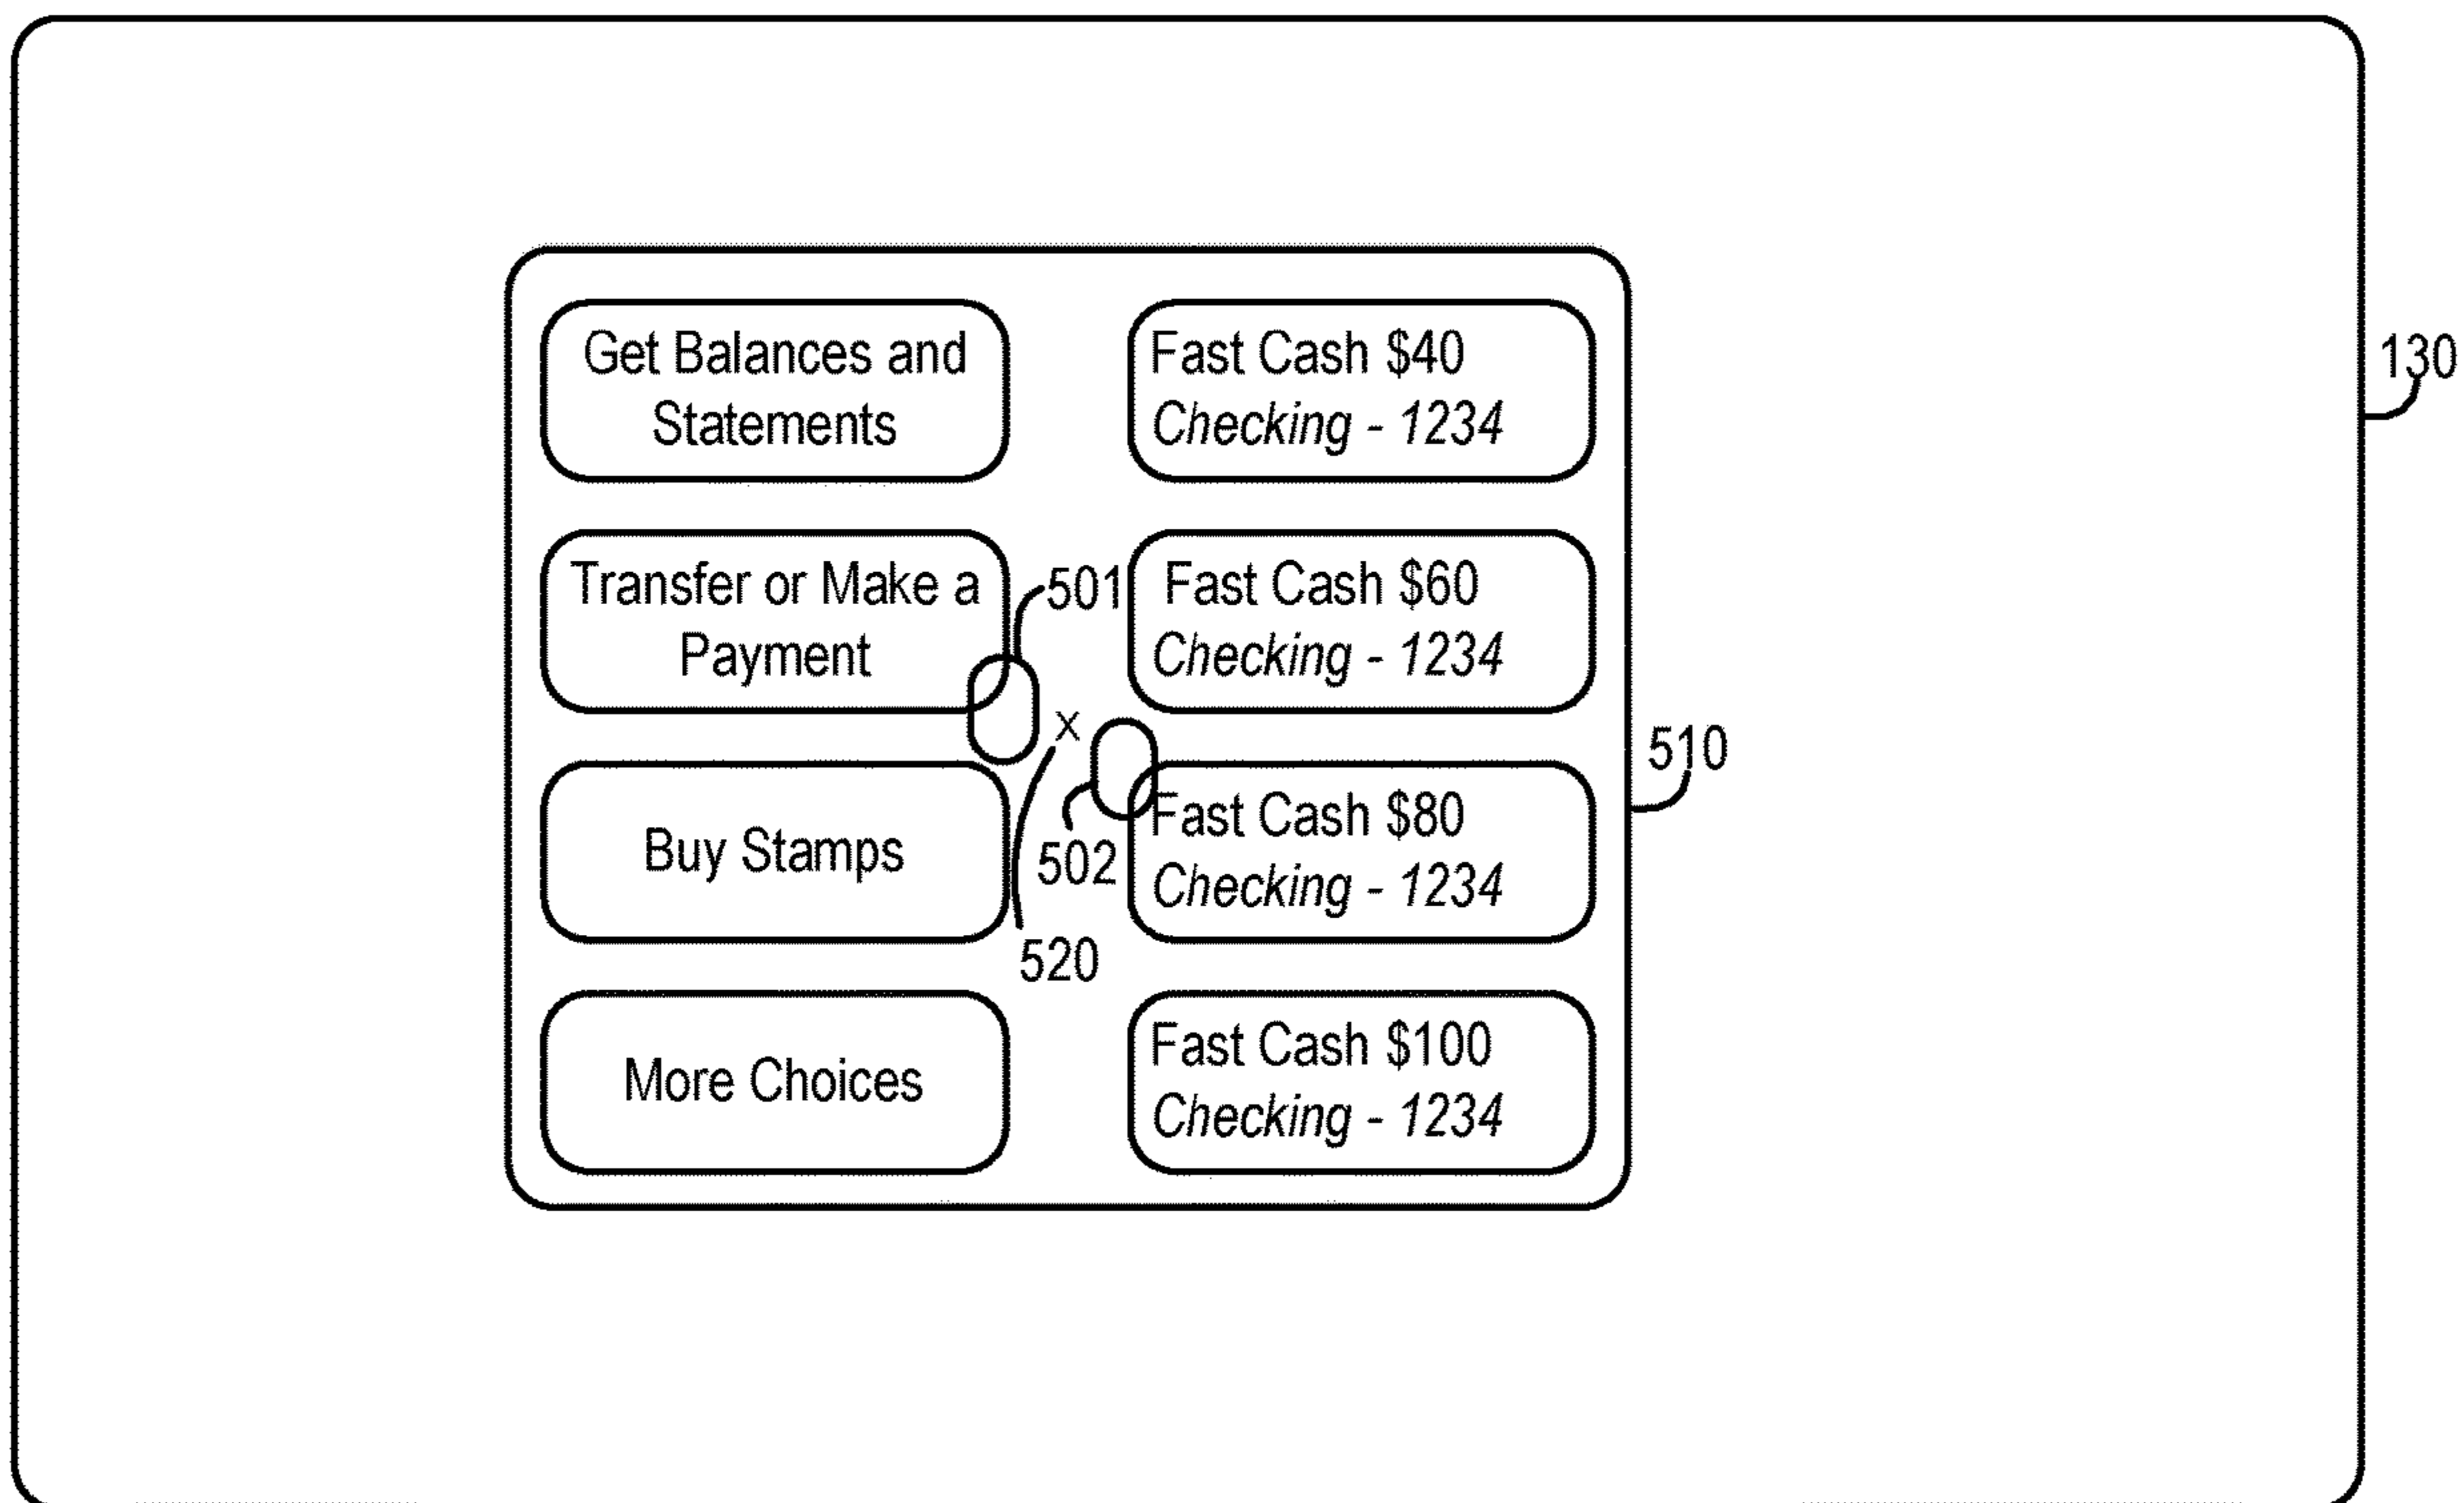 Get Balances and
Statements
Fast Cash $40
Checking - 1234
130
Transfer or Make a
Payment
501
Fast Cash $60
Checking - 1234
x
510
Buy Stamps
502
Fast Cash $80
Checking - 1234
520
More Choices
Fast Cash $100
Checking - 1234